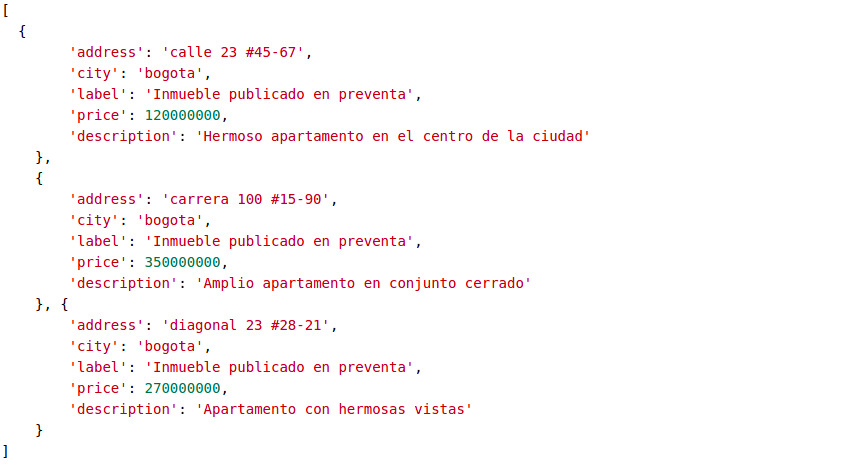 [
  {
        'address': 'calle 23 #45-67',
        'city': 'bogota',
        'label': 'Inmueble publicado en preventa',
        'price': 120000000,
        'description': 'Hermoso apartamento en el centro de la ciudad'
    },
    {
        'address': 'carrera 100 #15-90',
        'city': 'bogota',
        'label': 'Inmueble publicado en preventa',
        'price': 350000000,
        'description': 'Amplio apartamento en conjunto cerrado'
    }, {
        'address': 'diagonal 23 #28-21',
        'city': 'bogota',
        'label': 'Inmueble publicado en preventa',
        'price': 270000000,
        'description': 'Apartamento con hermosas vistas'
    }
]